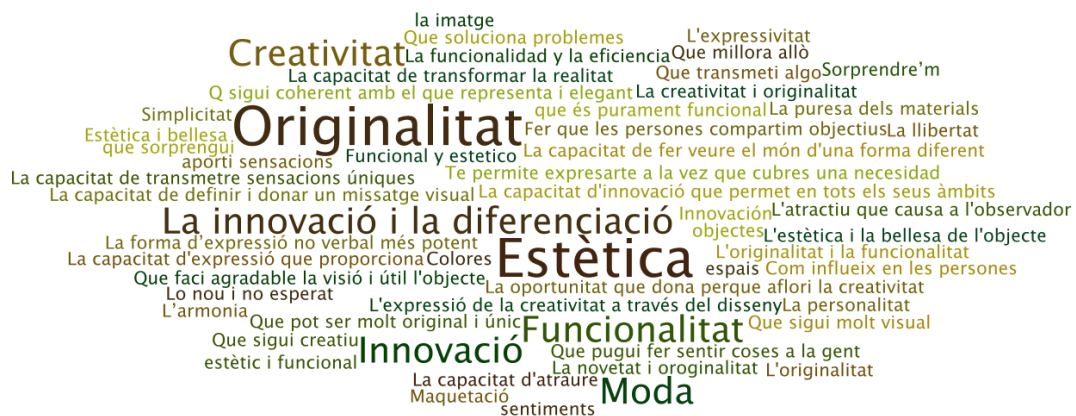 la imatge
Creativitat
Que soluciona problemes
L'expressivitat
La funcionalidad y la eficiencia
Que millora allò
La capacitat de transformar la realitat
Que transmeti algo
Sorprendre’m
Q sigui coherent amb el que representa i elegant
La creativitat i originalitat
Simplicitat
Originalitat
que és purament funcional
La puresa dels materials
Estètica i bellesa
Fer que les persones compartim objectius
La llibertat
que sorprengui
aporti sensacions
Funcional y estetico
La capacitat de fer veure el món d'una forma diferent
La capacitat de transmetre sensacions úniques
Te permite expresarte a la vez que cubres una necesidad
La capacitat de definir i donar un missatge visual
La capacitat d'innovació que permet en tots els seus àmbits
La innovació i la diferenciació
Innovación
L'atractiu que causa a l'observador
objectes
L'estètica i la bellesa de l'objecte
La forma d’expressió no verbal més potent
Estètica
L'originalitat i la funcionalitat
La capacitat d'expressió que proporciona
Colores
espais
Com influeix en les persones
Que faci agradable la visió i útil l'objecte
La oportunitat que dona perque aflori la creativitat
Lo nou i no esperat
L'expressió de la creativitat a través del disseny
La personalitat
L’armonia
Que pot ser molt original i únic
Funcionalitat
Que sigui molt visual
Que sigui creatiu
Innovació
Que pugui fer sentir coses a la gent
estètic i funcional
La novetat i oroginalitat
L'originalitat
La capacitat d'atraure
Moda
Maquetació
sentiments